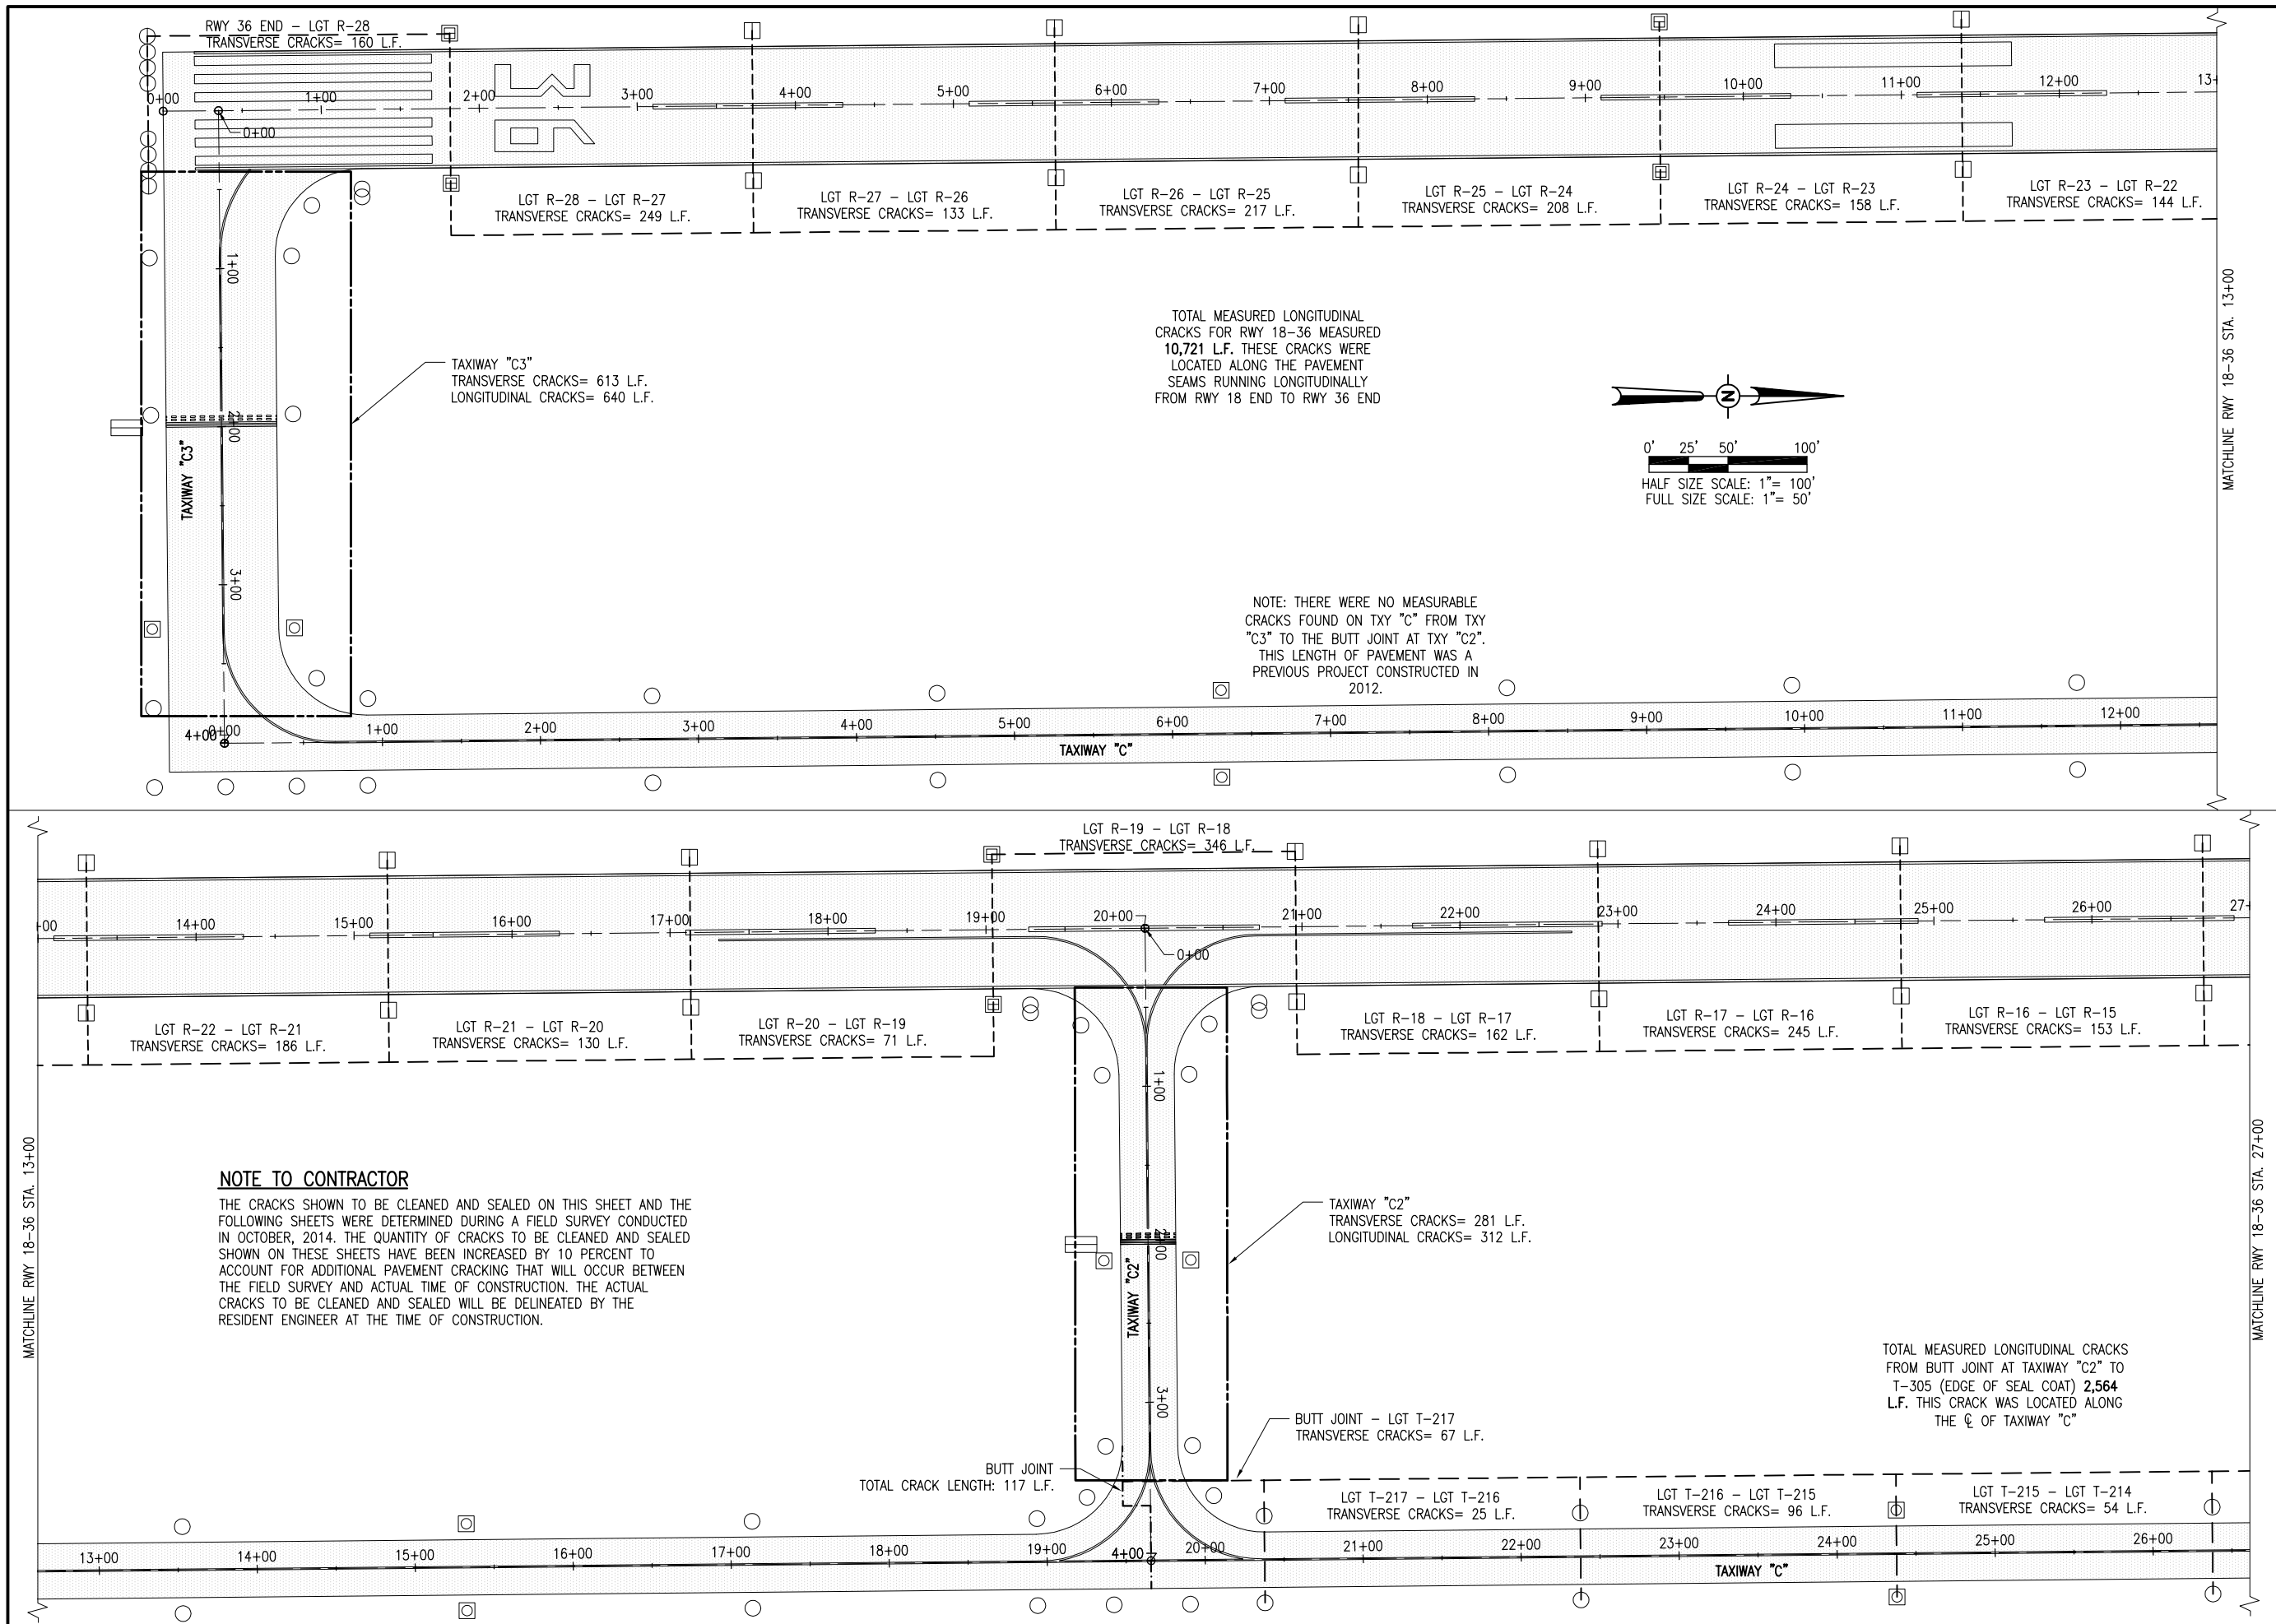 RWY 36 END - LGT R-28
TRANSVERSE CRACKS= 160 L.F.
0+00
1+00
2+00
3+00
4+00
5+00
6+00
7+00
8+00
9+00
10+00
11+00
12+00
13+
0+00
36
LGT R-28 - LGT R-27
TRANSVERSE CRACKS= 249 L.F.
LGT R-27 - LGT R-26
TRANSVERSE CRACKS= 133 L.F.
LGT R-26 - LGT R-25
TRANSVERSE CRACKS= 217 L.F.
LGT R-25 - LGT R-24
TRANSVERSE CRACKS= 208 L.F.
LGT R-24 - LGT R-23
TRANSVERSE CRACKS= 158 L.F.
LGT R-23 - LGT R-22
TRANSVERSE CRACKS= 144 L.F.
1+00
2+00
3+00
TAXIWAY "C3"
TAXIWAY "C3"
TRANSVERSE CRACKS= 613 L.F.
LONGITUDINAL CRACKS= 640 L.F.
TOTAL MEASURED LONGITUDINAL
CRACKS FOR RWY 18-36 MEASURED
10,721 L.F. THESE CRACKS WERE
LOCATED ALONG THE PAVEMENT
SEAMS RUNNING LONGITUDINALLY
FROM RWY 18 END TO RWY 36 END
N
0' 25' 50' 100'
HALF SIZE SCALE: 1"= 100'
FULL SIZE SCALE: 1"= 50'
MATCHLINE RWY 18-36 STA. 13+00
NOTE: THERE WERE NO MEASURABLE
CRACKS FOUND ON TXY "C" FROM TXY
"C3" TO THE BUTT JOINT AT TXY "C2".
THIS LENGTH OF PAVEMENT WAS A
PREVIOUS PROJECT CONSTRUCTED IN
2012.
4+00
0+00
1+00
2+00
3+00
4+00
5+00
6+00
7+00
8+00
9+00
10+00
11+00
12+00
TAXIWAY "C"
LGT R-19 - LGT R-18
TRANSVERSE CRACKS= 346 L.F.
+00
14+00
15+00
16+00
17+00
18+00
19+00
20+00
21+00
22+00
23+00
24+00
25+00
26+00
27+
0+00
LGT R-22 - LGT R-21
TRANSVERSE CRACKS= 186 L.F.
LGT R-21 - LGT R-20
TRANSVERSE CRACKS= 130 L.F.
LGT R-20 - LGT R-19
TRANSVERSE CRACKS= 71 L.F.
LGT R-18 - LGT R-17
TRANSVERSE CRACKS= 162 L.F.
LGT R-17 - LGT R-16
TRANSVERSE CRACKS= 245 L.F.
LGT R-16 - LGT R-15
TRANSVERSE CRACKS= 153 L.F.
MATCHLINE RWY 18-36 STA. 13+00
NOTE TO CONTRACTOR
THE CRACKS SHOWN TO BE CLEANED AND SEALED ON THIS SHEET AND THE
FOLLOWING SHEETS WERE DETERMINED DURING A FIELD SURVEY CONDUCTED
IN OCTOBER, 2014. THE QUANTITY OF CRACKS TO BE CLEANED AND SEALED
SHOWN ON THESE SHEETS HAVE BEEN INCREASED BY 10 PERCENT TO
ACCOUNT FOR ADDITIONAL PAVEMENT CRACKING THAT WILL OCCUR BETWEEN
THE FIELD SURVEY AND ACTUAL TIME OF CONSTRUCTION. THE ACTUAL
CRACKS TO BE CLEANED AND SEALED WILL BE DELINEATED BY THE
RESIDENT ENGINEER AT THE TIME OF CONSTRUCTION.
1+00
2+00
3+00
TAXIWAY "C2"
TAXIWAY "C2"
TRANSVERSE CRACKS= 281 L.F.
LONGITUDINAL CRACKS= 312 L.F.
MATCHLINE RWY 18-36 STA. 27+00
TOTAL MEASURED LONGITUDINAL CRACKS
FROM BUTT JOINT AT TAXIWAY "C2" TO
T-305 (EDGE OF SEAL COAT) 2,564
L.F. THIS CRACK WAS LOCATED ALONG
THE ℄ OF TAXIWAY "C"
BUTT JOINT - LGT T-217
TRANSVERSE CRACKS= 67 L.F.
BUTT JOINT
TOTAL CRACK LENGTH: 117 L.F.
LGT T-217 - LGT T-216
TRANSVERSE CRACKS= 25 L.F.
LGT T-216 - LGT T-215
TRANSVERSE CRACKS= 96 L.F.
LGT T-215 - LGT T-214
TRANSVERSE CRACKS= 54 L.F.
13+00
14+00
15+00
16+00
17+00
18+00
19+00
4+00
20+00
21+00
22+00
23+00
24+00
25+00
26+00
TAXIWAY "C"